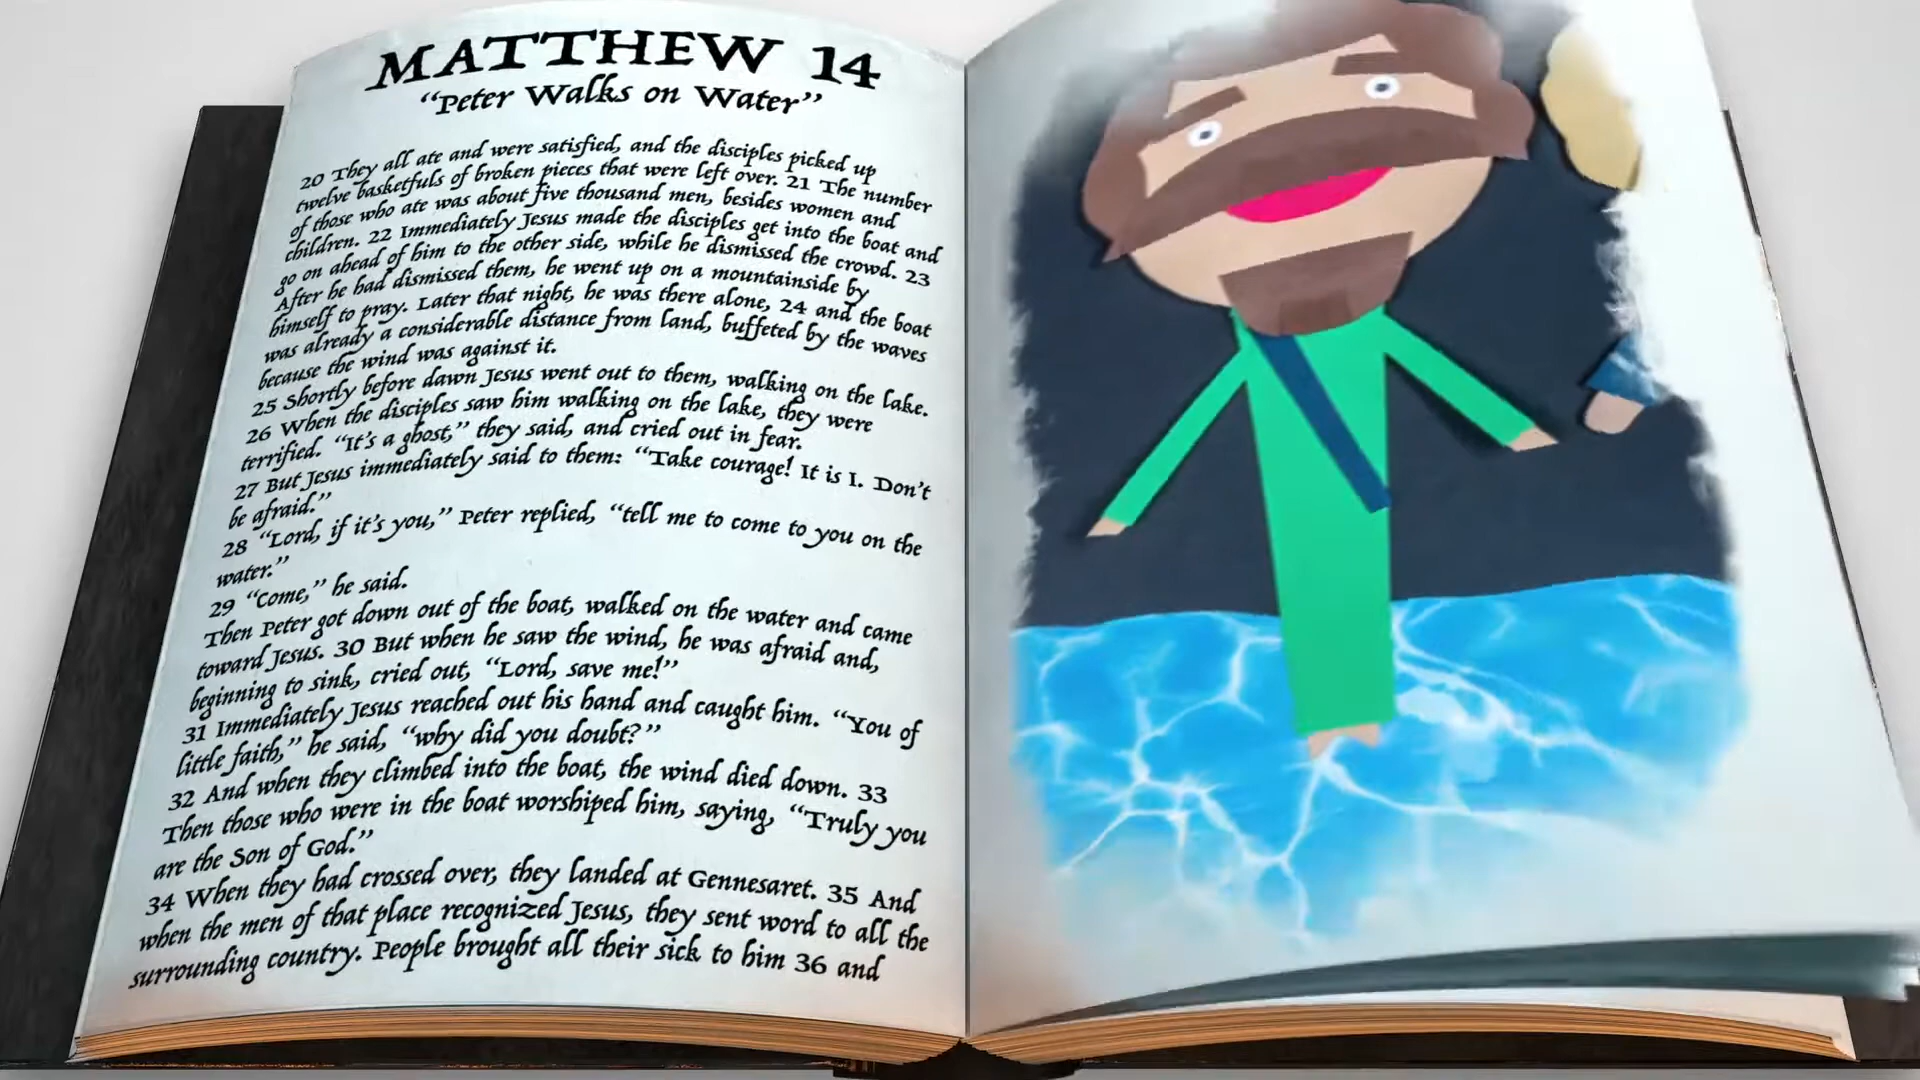 MATTHEW 14
“Peter Walks on Water”
20 They all ate and were satisfied, and the disciples picked up
twelve basketfuls of broken pieces that were left over. 21 The number
of those who ate was about five thousand men, besides women and
children. 22 Immediately Jesus made the disciples get into the boat and
go on ahead of him to the other side, while he dismissed the crowd. 23
After he had dismissed them, he went up on a mountainside by
himself to pray. Later that night, he was there alone, 24 and the boat
was already a considerable distance from land, buffeted by the waves
because the wind was against it.
25 Shortly before dawn Jesus went out to them, walking on the lake.
26 When the disciples saw him walking on the lake, they were
terrified. “It’s a ghost,” they said, and cried out in fear.
27 But Jesus immediately said to them: “Take courage! It is I. Don’t
be afraid.”
28 “Lord, if it’s you,” Peter replied, “tell me to come to you on the
water.”
29 “Come,” he said.
Then Peter got down out of the boat, walked on the water and came
toward Jesus. 30 But when he saw the wind, he was afraid and,
beginning to sink, cried out, “Lord, save me!”
31 Immediately Jesus reached out his hand and caught him. “You of
little faith,” he said, “why did you doubt?”
32 And when they climbed into the boat, the wind died down. 33
Then those who were in the boat worshiped him, saying, “Truly you
are the Son of God.”
34 When they had crossed over, they landed at Gennesaret. 35 And
when the men of that place recognized Jesus, they sent word to all the
surrounding country. People brought all their sick to him 36 and